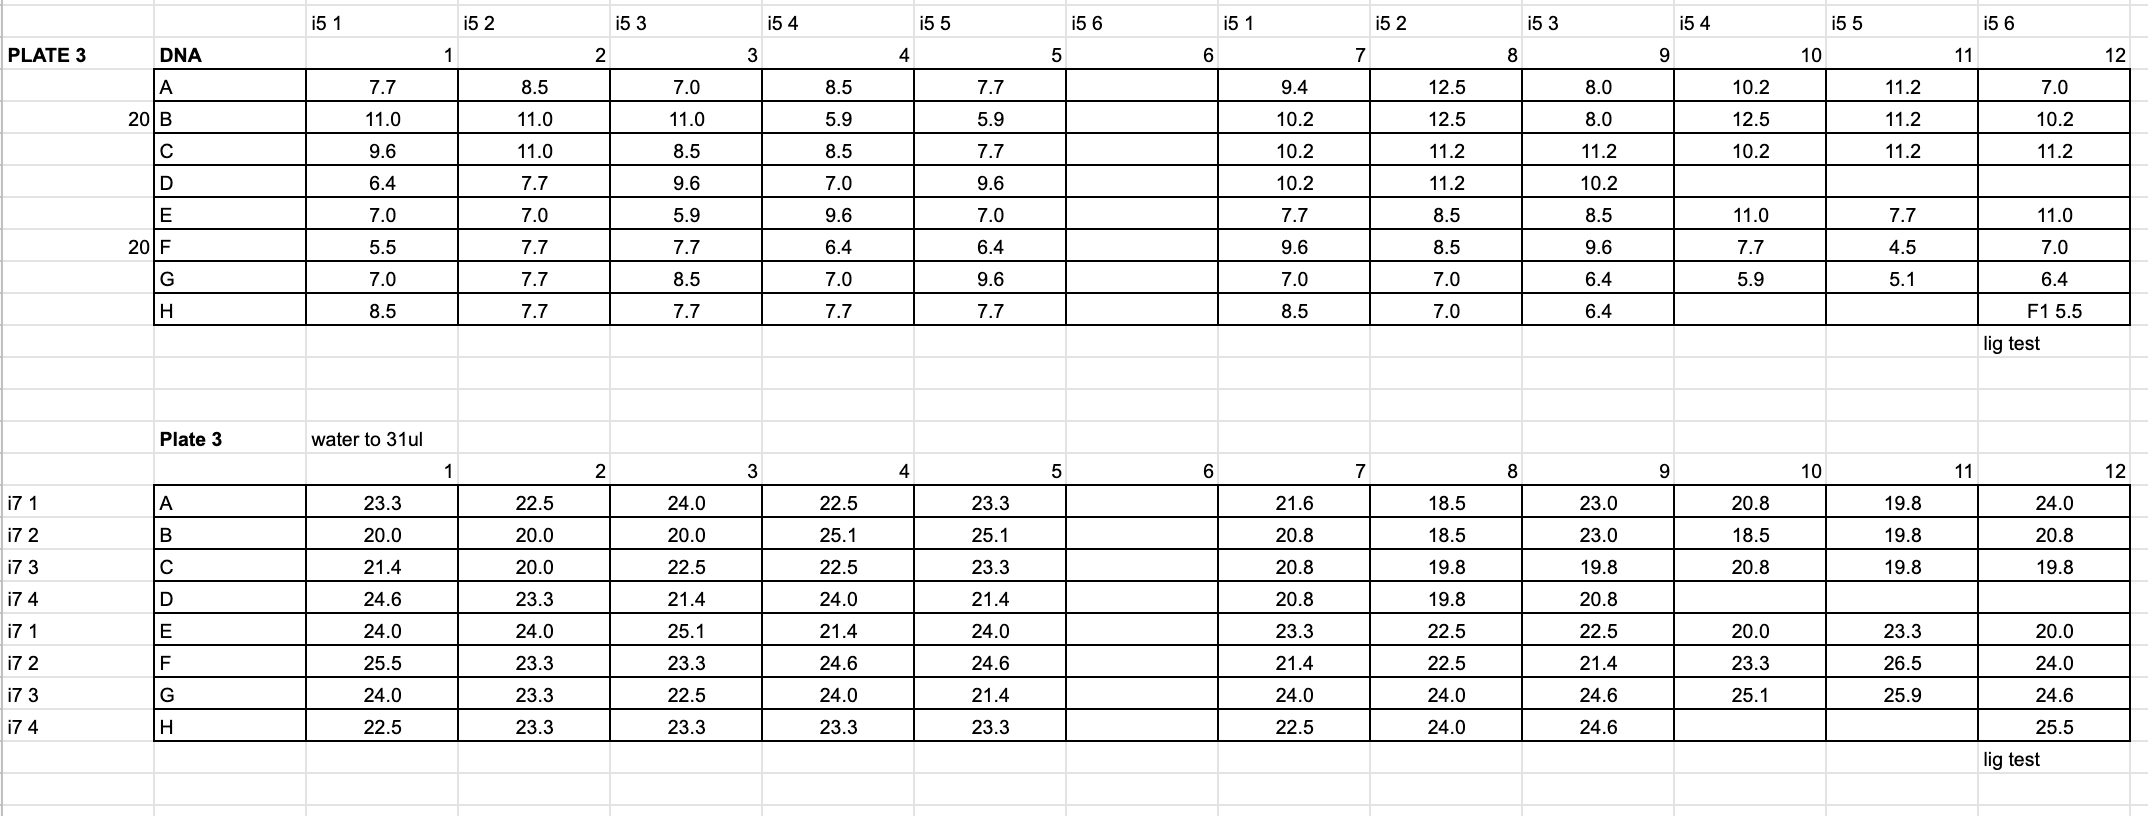 i5 1 i5 2 i5 3 i5 4 i5 5 i5 6 i5 1 i5 2 i5 3 i5 4 i5 5 i5 6
PLATE 3 DNA 1 2 3 4 5 6 7 8 9 10 11 12
A 7.7 8.5 7.0 8.5 7.7 9.4 12.5 8.0 10.2 11.2 7.0
20 B 11.0 11.0 11.0 5.9 5.9 10.2 12.5 8.0 12.5 11.2 10.2
C 9.6 11.0 8.5 8.5 7.7 10.2 11.2 11.2 10.2 11.2 11.2
D 6.4 7.7 9.6 7.0 9.6 10.2 11.2 10.2
E 7.0 7.0 5.9 9.6 7.0 7.7 8.5 8.5 11.0 7.7 11.0
20 F 5.5 7.7 7.7 6.4 6.4 9.6 8.5 9.6 7.7 4.5 7.0
G 7.0 7.7 8.5 7.0 9.6 7.0 7.0 6.4 5.9 5.1 6.4
H 8.5 7.7 7.7 7.7 7.7 8.5 7.0 6.4 F1 5.5
lig test
Plate 3 water to 31ul
1 2 3 4 5 6 7 8 9 10 11 12
i7 1 A 23.3 22.5 24.0 22.5 23.3 21.6 18.5 23.0 20.8 19.8 24.0
i7 2 B 20.0 20.0 20.0 25.1 25.1 20.8 18.5 23.0 18.5 19.8 20.8
i7 3 C 21.4 20.0 22.5 22.5 23.3 20.8 19.8 19.8 20.8 19.8 19.8
i7 4 D 24.6 23.3 21.4 24.0 21.4 20.8 19.8 20.8
i7 1 E 24.0 24.0 25.1 21.4 24.0 23.3 22.5 22.5 20.0 23.3 20.0
i7 2 F 25.5 23.3 23.3 24.6 24.6 21.4 22.5 21.4 23.3 26.5 24.0
i7 3 G 24.0 23.3 22.5 24.0 21.4 24.0 24.0 24.6 25.1 25.9 24.6
i7 4 H 22.5 23.3 23.3 23.3 23.3 22.5 24.0 24.6 25.5
lig test